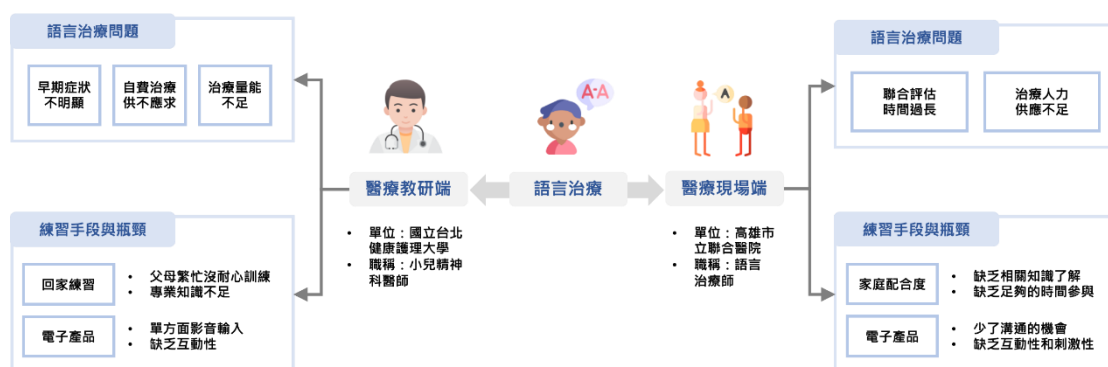 語言治療問題
早期症狀
不明顯
自費治療
供不應求
治療量能
不足
練習手段與瓶頸
回家練習
• 父母繁忙沒耐心訓練
• 專業知識不足
電子產品
• 單方面影音輸入
• 缺乏互動性
醫療教研端
• 單位：國立台北
健康護理大學
• 職稱：小兒精神
科醫師
A-A
語言治療
A
醫療現場端
• 單位：高雄市
立聯合醫院
• 職稱：語言
治療師
語言治療問題
聯合評估
時間過長
治療人力
供應不足
練習手段與瓶頸
家庭配合度
• 缺乏相關知識了解
• 缺乏足夠的時間參與
電子產品
• 少了溝通的機會
• 缺乏互動性和刺激性